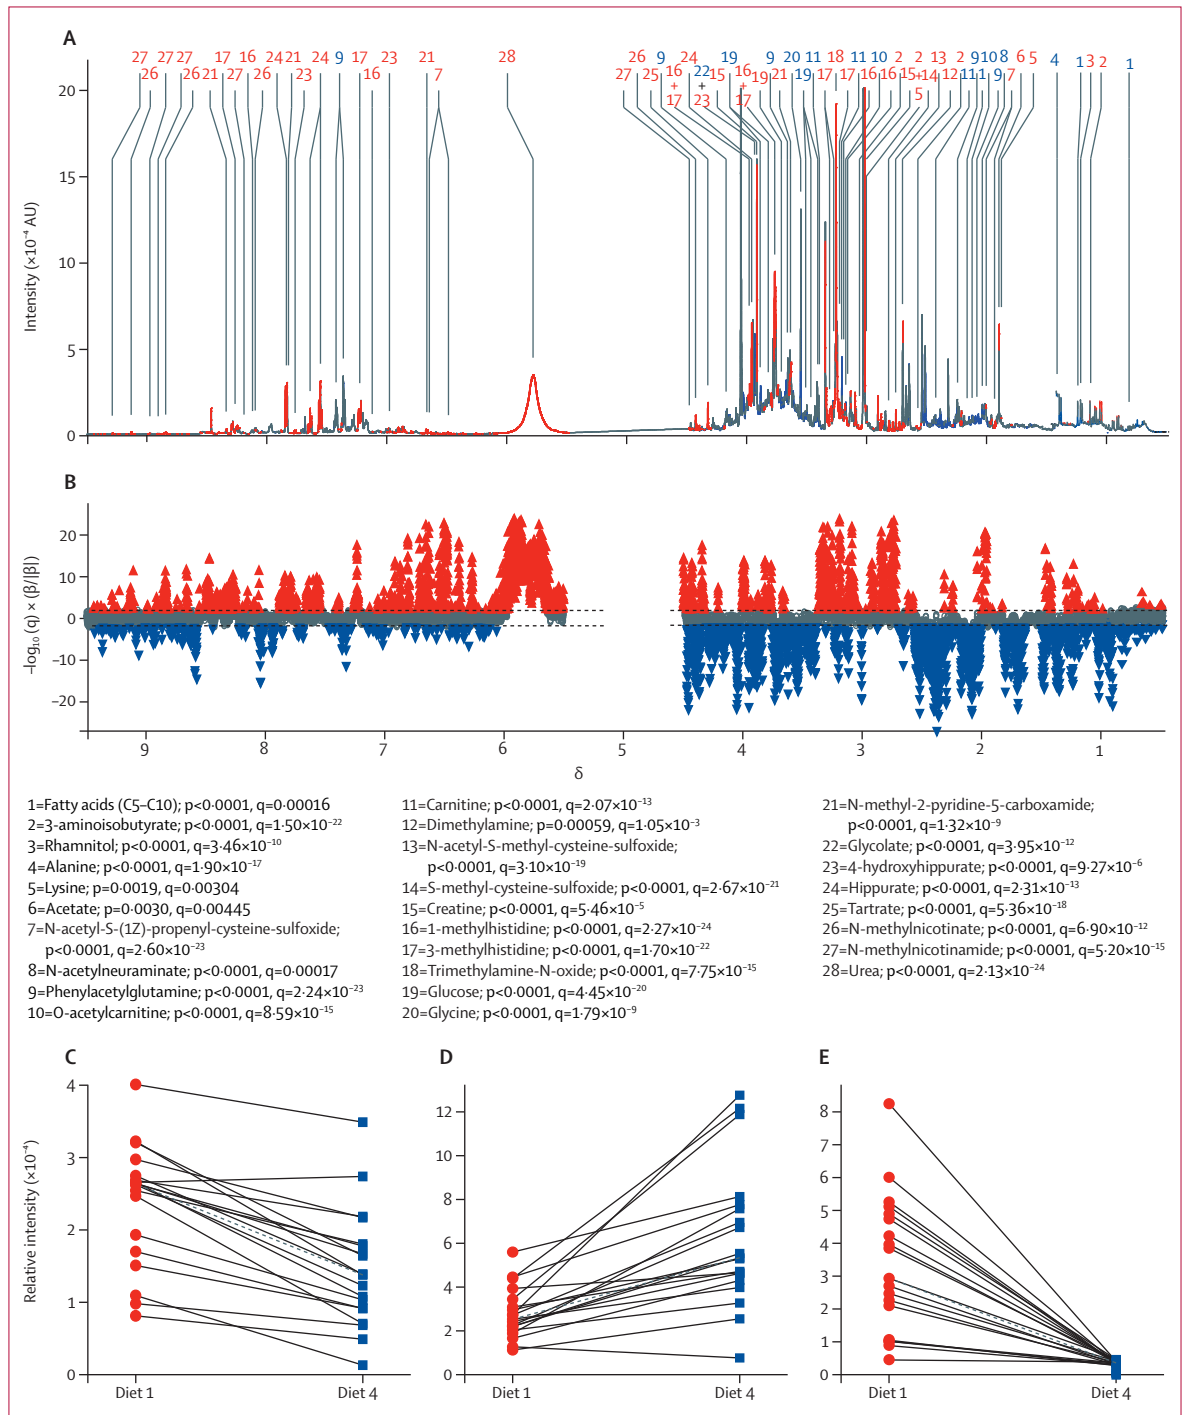 A
27 27 27 17 16 24 21 24 9 17 23 21 28 26 9 24 19 9 20 11 18 11 10 2 2 13 2 9 10 8 6 5 4 1 3 2 1
26 26 21 27 26 23 16 7 27 25 16 + 17 22 + 23 15 16 + 17 19 21 19 17 17 16 16 15 2 + 5 14 12 11 1 9 7
Intensity (×10⁻⁴ AU)
20
15
10
5
0
B
–log₁₀ (q) × (β/|β|)
20
10
0
–10
–20
9 8 7 6 5 4 3 2 1
δ
1=Fatty acids (C5–C10); p<0·0001, q=0·00016
2=3-aminoisobutyrate; p<0·0001, q=1·50×10⁻²²
3=Rhamnitol; p<0·0001, q=3·46×10⁻¹⁰
4=Alanine; p<0·0001, q=1·90×10⁻¹⁷
5=Lysine; p=0·0019, q=0·00304
6=Acetate; p=0·0030, q=0·00445
7=N-acetyl-S-(1Z)-propenyl-cysteine-sulfoxide;
p<0·0001, q=2·60×10⁻²³
8=N-acetylneuraminate; p<0·0001, q=0·00017
9=Phenylacetylglutamine; p<0·0001, q=2·24×10⁻²³
10=O-acetylcarnitine; p<0·0001, q=8·59×10⁻¹⁵
11=Carnitine; p<0·0001, q=2·07×10⁻¹³
12=Dimethylamine; p=0·00059, q=1·05×10⁻³
13=N-acetyl-S-methyl-cysteine-sulfoxide;
p<0·0001, q=3·10×10⁻¹⁹
14=S-methyl-cysteine-sulfoxide; p<0·0001, q=2·67×10⁻²¹
15=Creatine; p<0·0001, q=5·46×10⁻⁵
16=1-methylhistidine; p<0·0001, q=2·27×10⁻²⁴
17=3-methylhistidine; p<0·0001, q=1·70×10⁻²²
18=Trimethylamine-N-oxide; p<0·0001, q=7·75×10⁻¹⁵
19=Glucose; p<0·0001, q=4·45×10⁻²⁰
20=Glycine; p<0·0001, q=1·79×10⁻⁹
21=N-methyl-2-pyridine-5-carboxamide;
p<0·0001, q=1·32×10⁻⁹
22=Glycolate; p<0·0001, q=3·95×10⁻¹²
23=4-hydroxyhippurate; p<0·0001, q=9·27×10⁻⁶
24=Hippurate; p<0·0001, q=2·31×10⁻¹³
25=Tartrate; p<0·0001, q=5·36×10⁻¹⁸
26=N-methylnicotinate; p<0·0001, q=6·90×10⁻¹²
27=N-methylnicotinamide; p<0·0001, q=5·20×10⁻¹⁵
28=Urea; p<0·0001, q=2·13×10⁻²⁴
C
Relative intensity (×10⁻⁴)
4
3
2
1
0
Diet 1 Diet 4
D
12
10
8
6
4
2
0
Diet 1 Diet 4
E
8
7
6
5
4
3
2
1
0
Diet 1 Diet 4